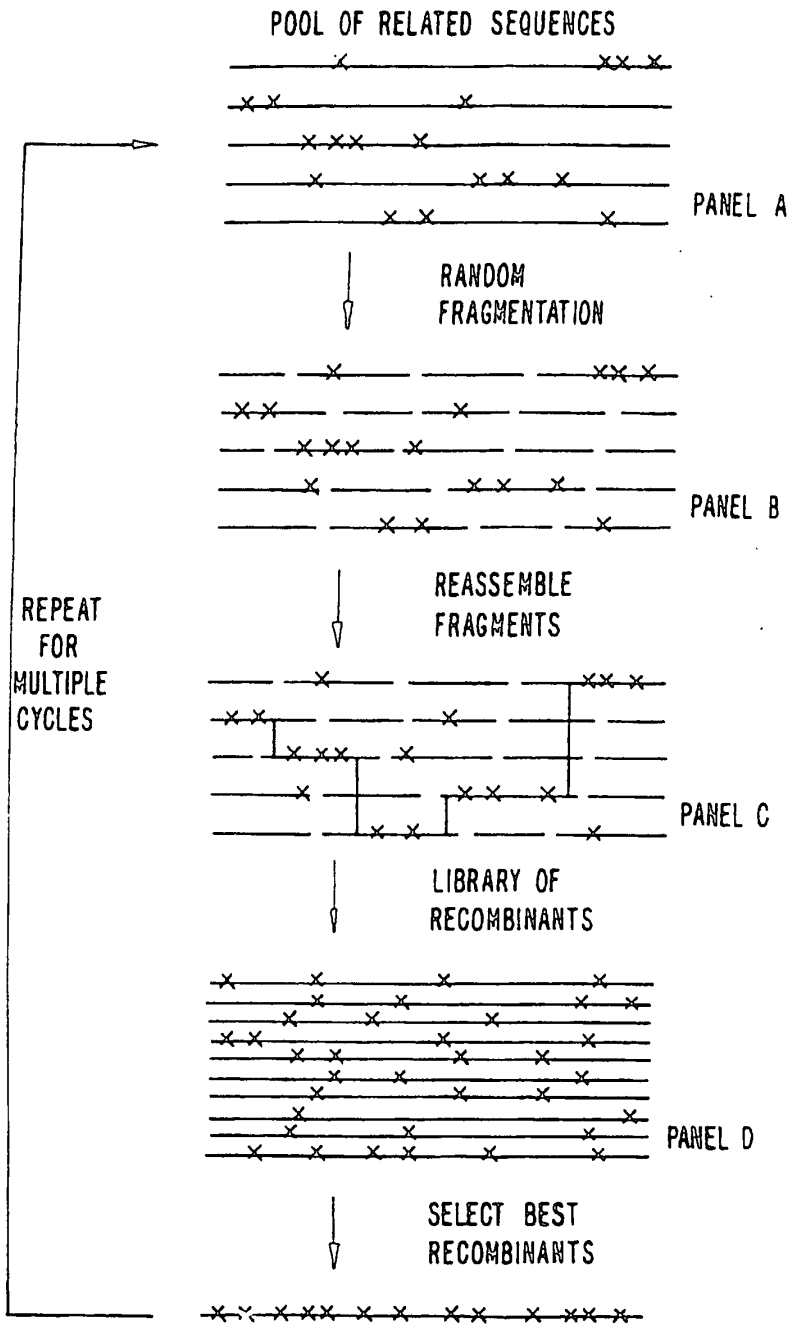 POOL OF RELATED SEQUENCES
PANEL A
RANDOM
FRAGMENTATION
PANEL B
REASSEMBLE
FRAGMENTS
REPEAT
FOR
MULTIPLE
CYCLES
PANEL C
LIBRARY OF
RECOMBINANTS
PANEL D
SELECT BEST
RECOMBINANTS